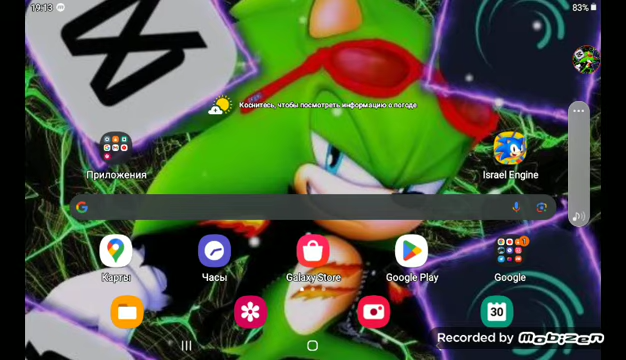 19:13
83%
Коснитесь, чтобы посмотреть информацию о погоде
Приложения
Israel Engine
Карты
Часы
Galaxy Store
Google Play
Google
30
Recorded by mobizen